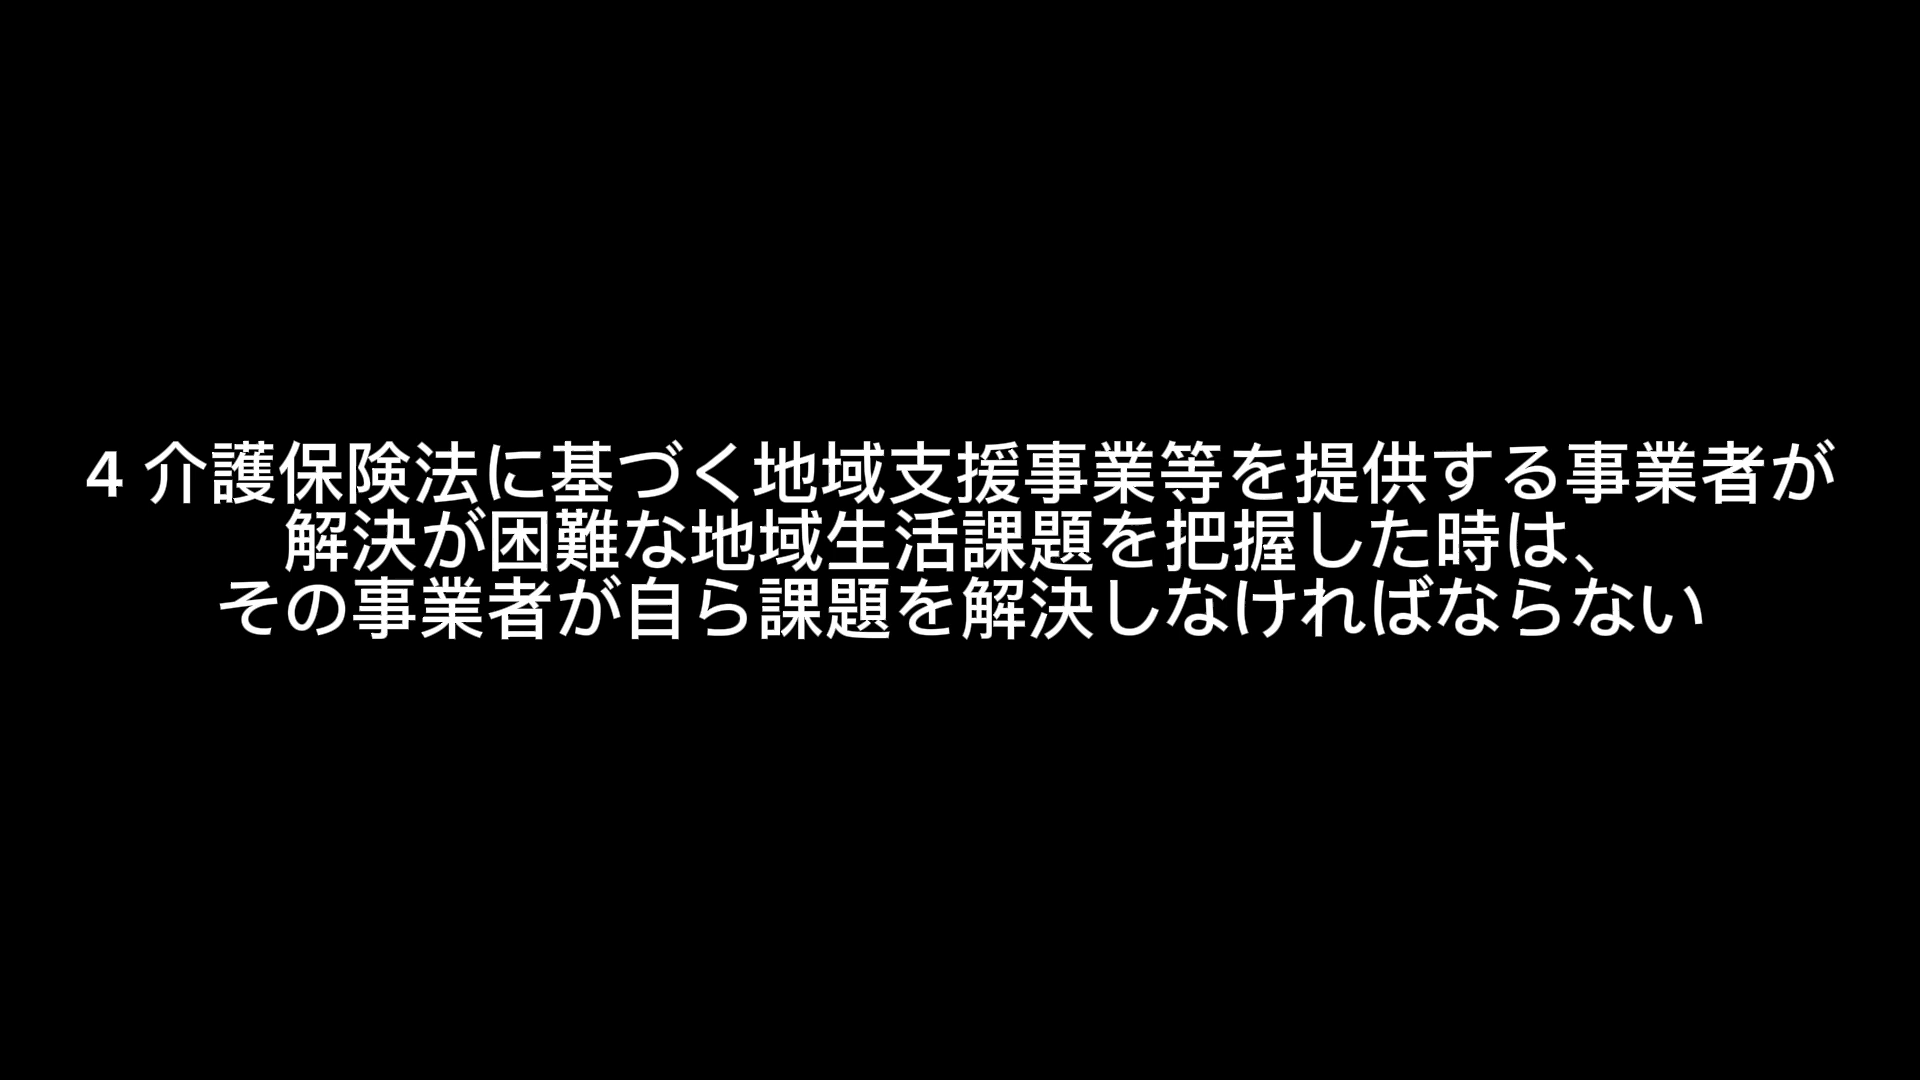 4 介護保険法に基づく地域支援事業等を提供する事業者が
解決が困難な地域生活課題を把握した時は、
その事業者が自ら課題を解決しなければならない